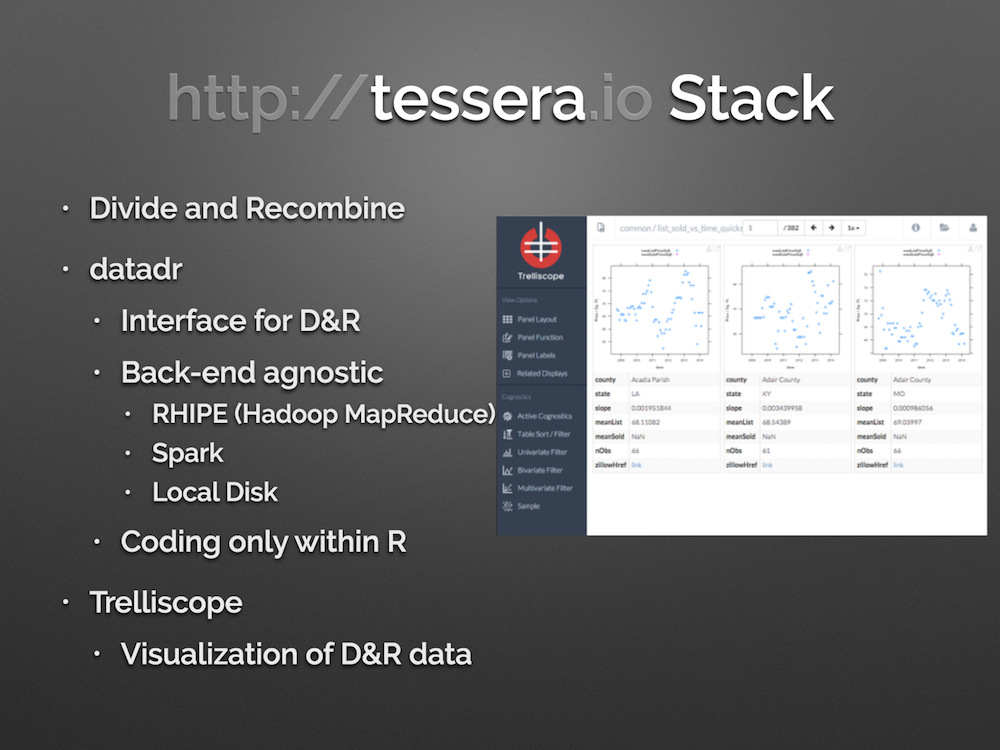 http://tessera.io Stack
• Divide and Recombine
• datadr
• Interface for D&R
• Back-end agnostic
• RHIPE (Hadoop MapReduce)
• Spark
• Local Disk
• Coding only within R
• Trelliscope
• Visualization of D&R data
Trelliscope
View Options
Panel Layout
Panel Function
Panel Labels
Related Displays
Cognostics
Active Cognostics
Table Sort / Filter
Univariate Filter
Bivariate Filter
Multivariate Filter
Sample
common / list_sold_vs_time_quicks 1 / 382 1x
county Acadia Parish
state LA
slope 0.001951844
meanList 68.11082
meanSold NaN
nObs 66
zillowHref link
county Adair County
state KY
slope 0.003439958
meanList 68.54389
meanSold NaN
nObs 61
zillowHref link
county Adair County
state MO
slope 0.000986056
meanList 69.03997
meanSold NaN
nObs 66
zillowHref link